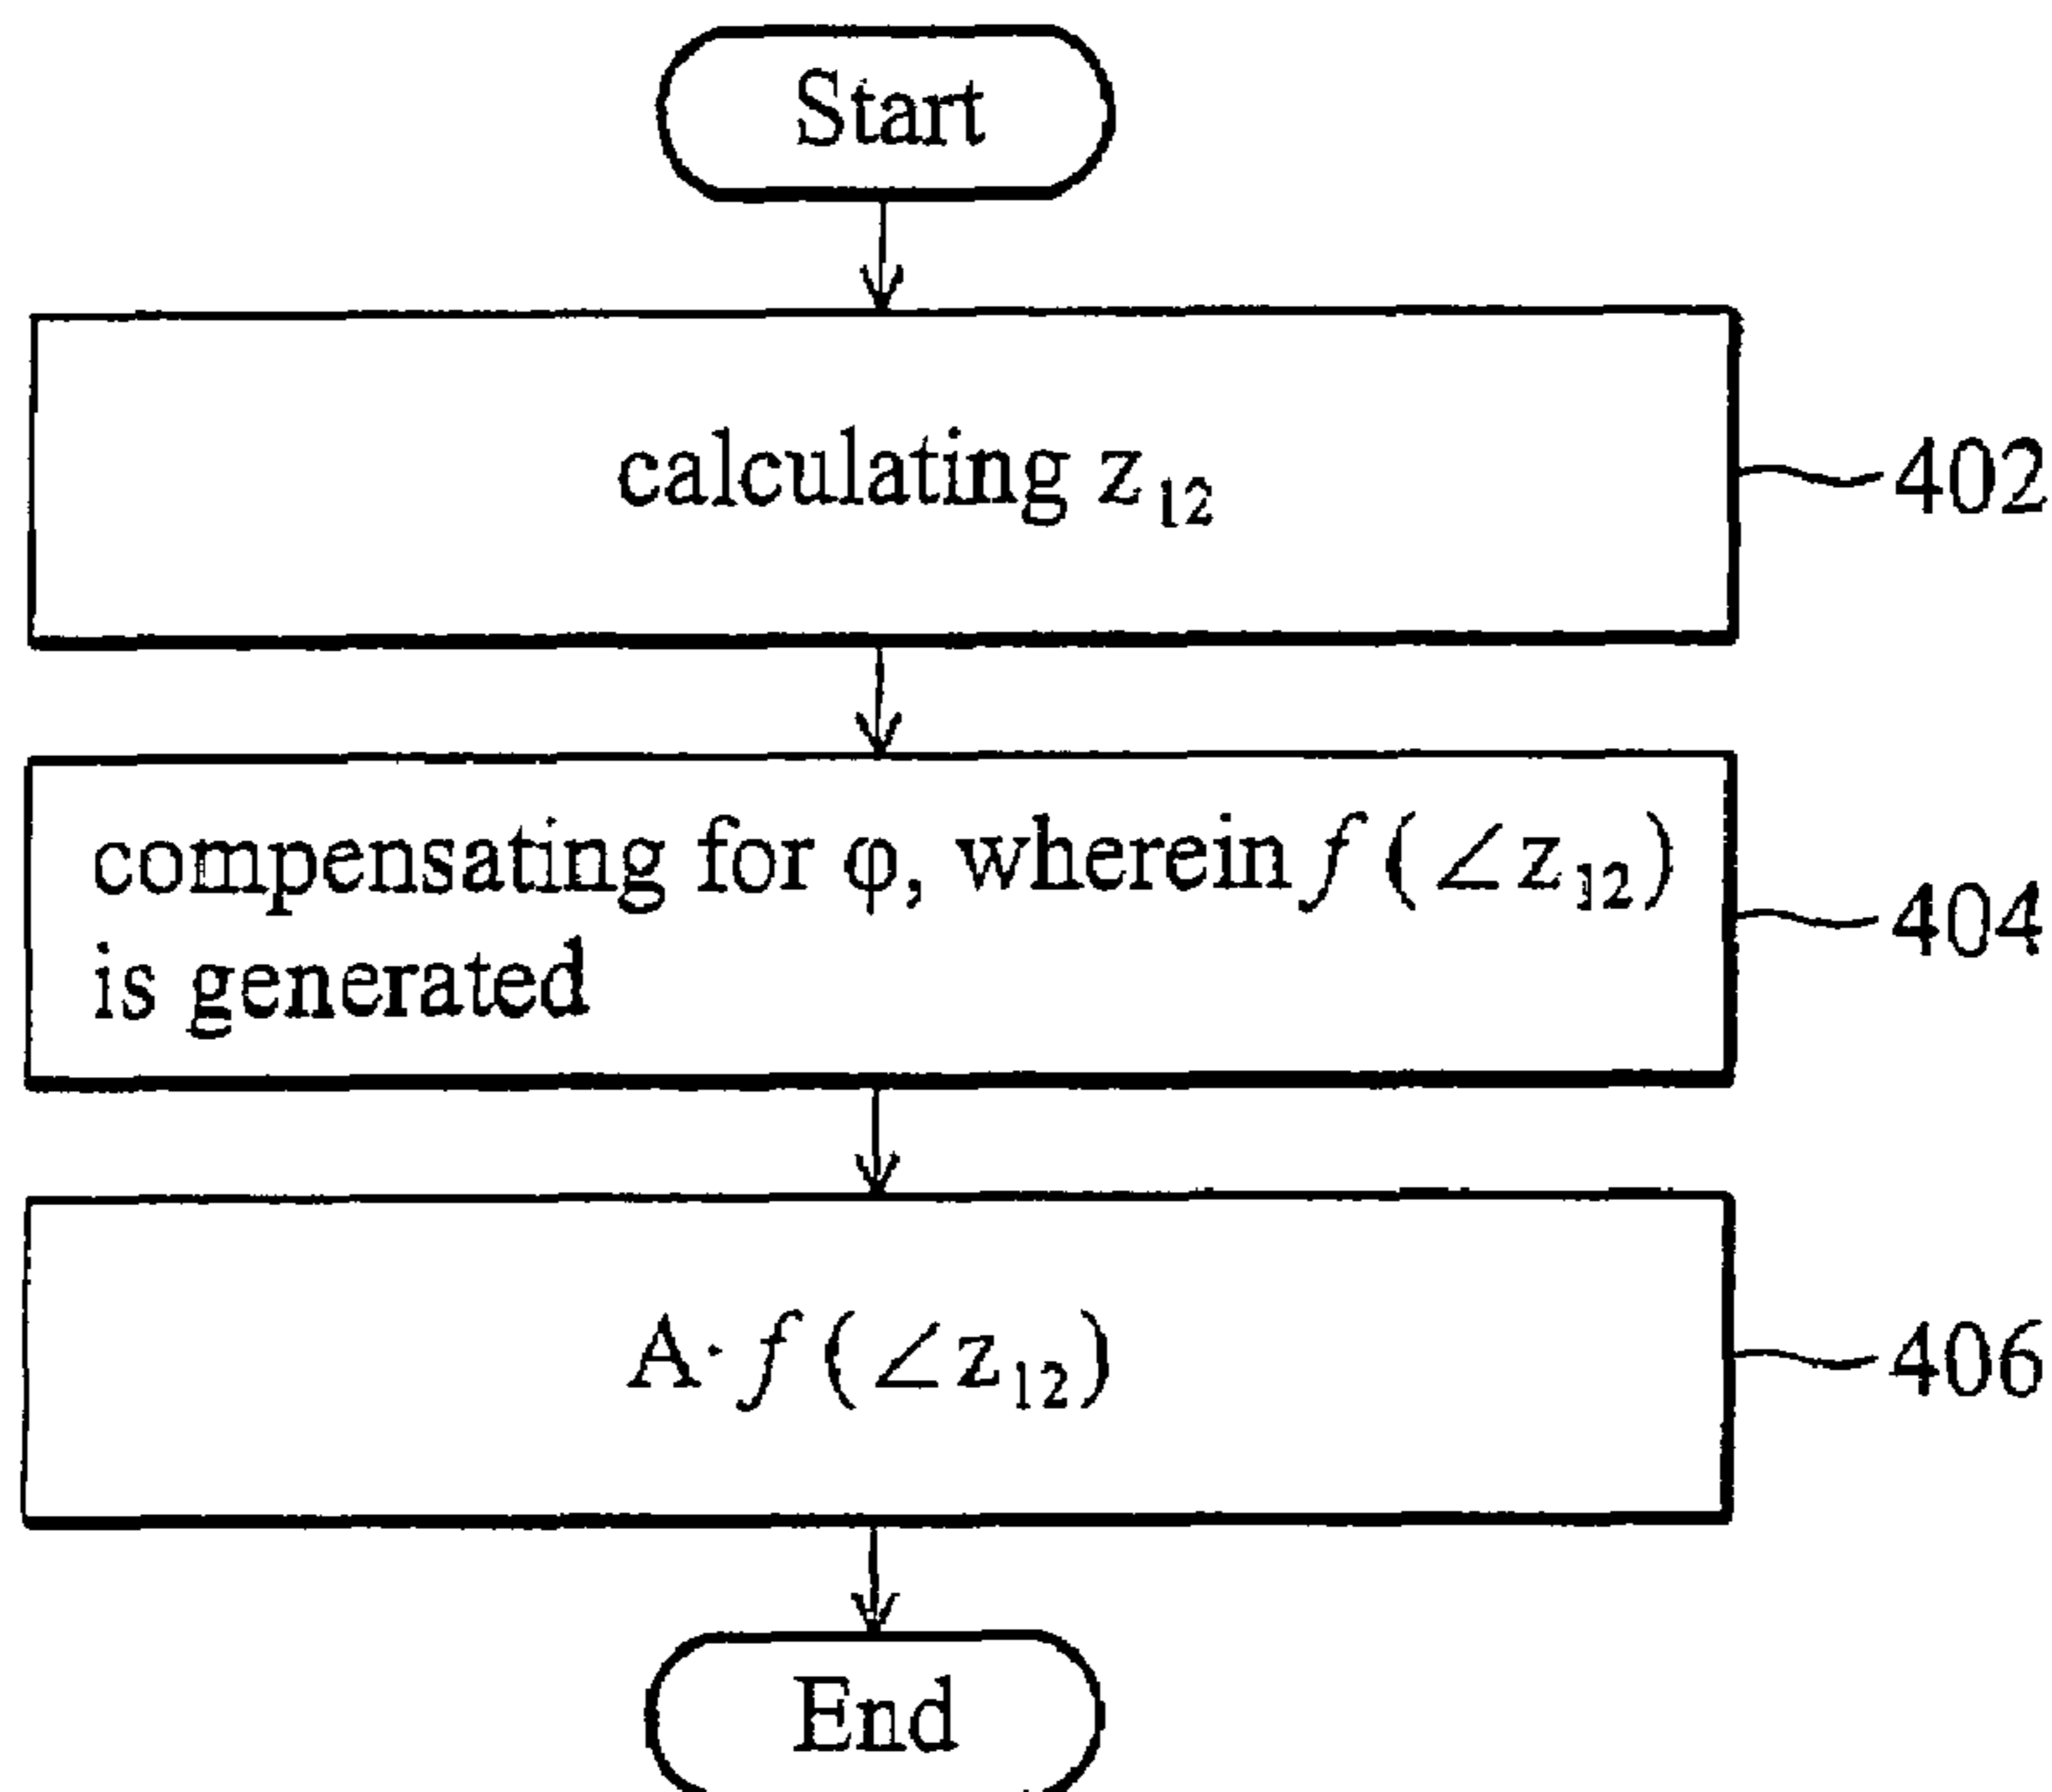 Start
calculating z₁₂
402
compensating for φ, wherein f(∠z₁₂)
is generated
404
A·f(∠z₁₂)
406
End